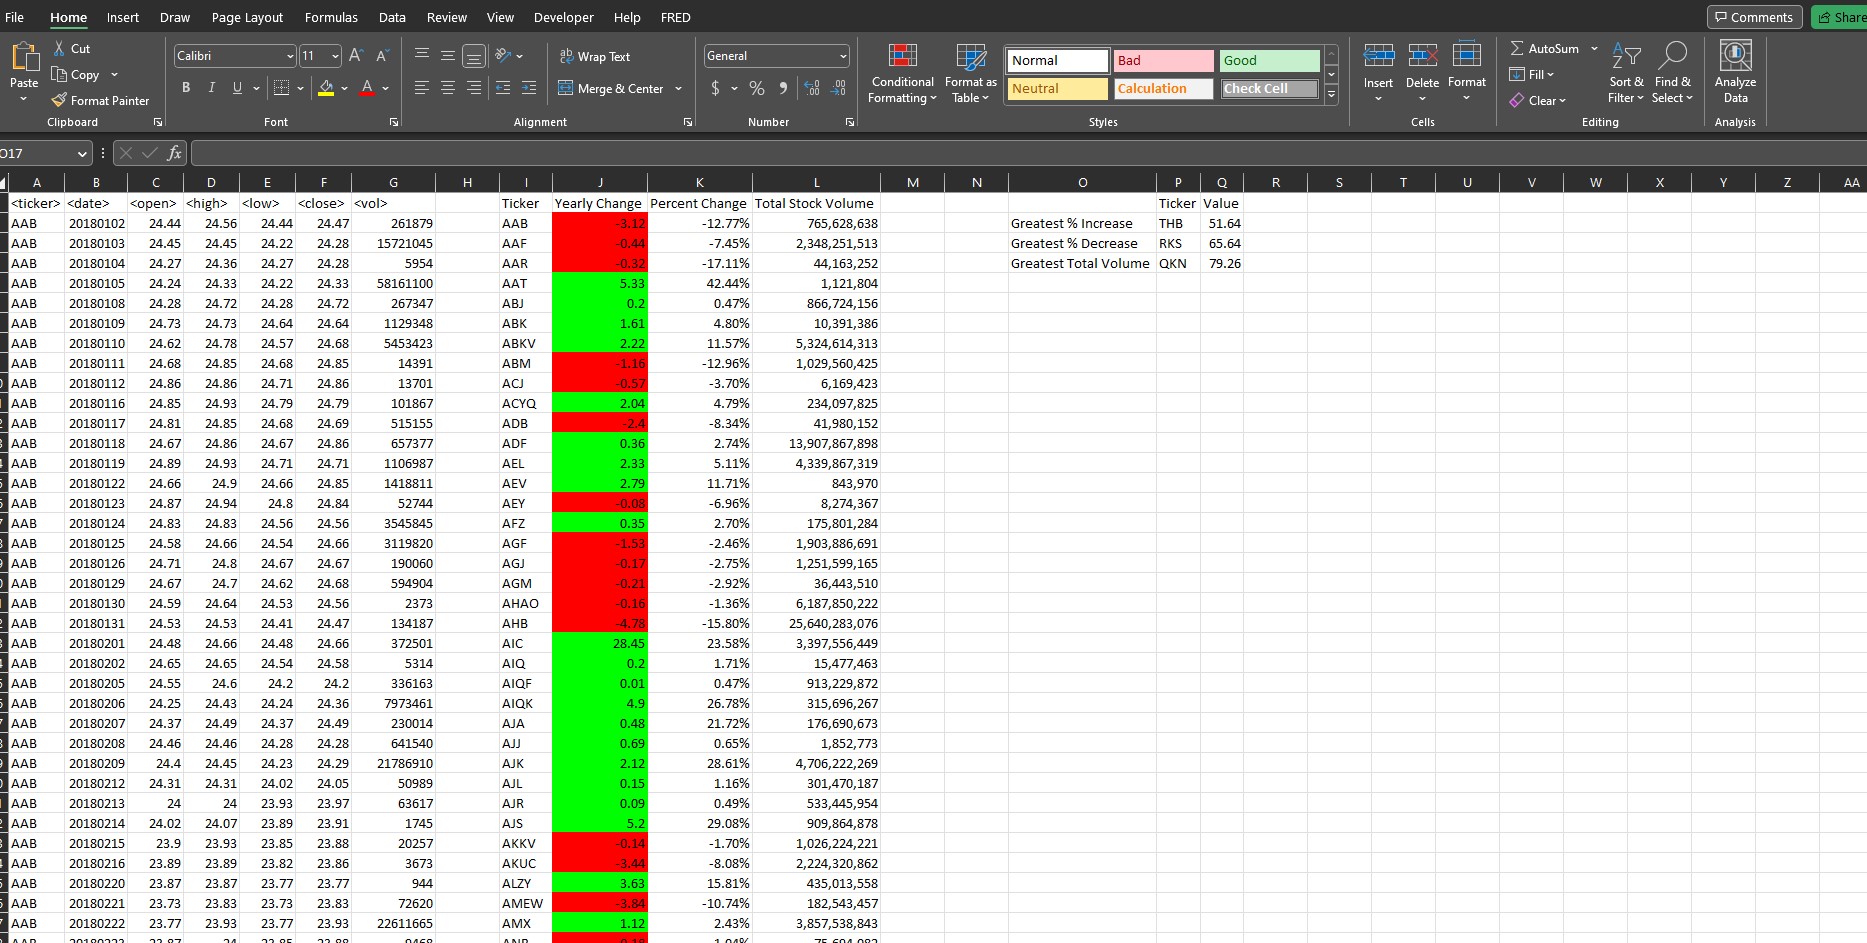 File Home Insert Draw Page Layout Formulas Data Review View Developer Help FRED Comments Share
Paste
Cut
Copy
Format Painter
Clipboard
Calibri 11
B I U A
Font
Wrap Text
Merge & Center
Alignment
General
$ %
Number
Conditional Formatting
Format as Table
Normal Bad Good
Neutral Calculation Check Cell
Styles
Insert Delete Format
Cells
AutoSum
Fill
Clear
Sort & Filter
Find & Select
Editing
Analyze Data
Analysis
O17 fx
A B C D E F G H I J K L M N O P Q R S T U V W X Y Z AA
<ticker> <date> <open> <high> <low> <close> <vol> Ticker Yearly Change Percent Change Total Stock Volume Ticker Value
AAB 20180102 24.44 24.56 24.44 24.47 261879 AAB -3.12 -12.77% 765,628,638 Greatest % Increase THB 51.64
AAB 20180103 24.45 24.45 24.22 24.28 15721045 AAF -0.44 -7.45% 2,348,251,513 Greatest % Decrease RKS 65.64
AAB 20180104 24.27 24.36 24.27 24.28 5954 AAR -0.32 -17.11% 44,163,252 Greatest Total Volume QKN 79.26
AAB 20180105 24.24 24.33 24.22 24.33 58161100 AAT 5.33 42.44% 1,121,804
AAB 20180108 24.28 24.72 24.28 24.72 267347 ABJ 0.2 0.47% 866,724,156
AAB 20180109 24.73 24.73 24.64 24.64 1129348 ABK 1.61 4.80% 10,391,386
AAB 20180110 24.62 24.78 24.57 24.68 5453423 ABKV 2.22 11.57% 5,324,614,313
AAB 20180111 24.68 24.85 24.68 24.85 14391 ABM -1.16 -12.96% 1,029,560,425
AAB 20180112 24.86 24.86 24.71 24.86 13701 ACJ -0.57 -3.70% 6,169,423
AAB 20180116 24.85 24.93 24.79 24.79 101867 ACYQ 2.04 4.79% 234,097,825
AAB 20180117 24.81 24.85 24.68 24.69 515155 ADB -2.4 -8.34% 41,980,152
AAB 20180118 24.67 24.86 24.67 24.86 657377 ADF 0.36 2.74% 13,907,867,898
AAB 20180119 24.89 24.93 24.71 24.71 1106987 AEL 2.33 5.11% 4,339,867,319
AAB 20180122 24.66 24.9 24.66 24.85 1418811 AEV 2.79 11.71% 843,970
AAB 20180123 24.87 24.94 24.8 24.84 52744 AEY -0.08 -6.96% 8,274,367
AAB 20180124 24.83 24.83 24.56 24.56 3545845 AFZ 0.35 2.70% 175,801,284
AAB 20180125 24.58 24.66 24.54 24.66 3119820 AGF -1.53 -2.46% 1,903,886,691
AAB 20180126 24.71 24.8 24.67 24.67 190060 AGJ -0.17 -2.75% 1,251,599,165
AAB 20180129 24.67 24.7 24.62 24.68 594904 AGM -0.21 -2.92% 36,443,510
AAB 20180130 24.59 24.64 24.53 24.56 2373 AHAO -0.16 -1.36% 6,187,850,222
AAB 20180131 24.53 24.53 24.41 24.47 134187 AHB -4.78 -15.80% 25,640,283,076
AAB 20180201 24.48 24.66 24.48 24.66 372501 AIC 28.45 23.58% 3,397,556,449
AAB 20180202 24.65 24.65 24.54 24.58 5314 AIQ 0.2 1.71% 15,477,463
AAB 20180205 24.55 24.6 24.2 24.2 336163 AIQF 0.01 0.47% 913,229,872
AAB 20180206 24.25 24.43 24.24 24.36 7973461 AIQK 4.9 26.78% 315,696,267
AAB 20180207 24.37 24.49 24.37 24.49 230014 AJA 0.48 21.72% 176,690,673
AAB 20180208 24.46 24.46 24.28 24.28 641540 AJJ 0.69 0.65% 1,852,773
AAB 20180209 24.4 24.45 24.23 24.29 21786910 AJK 2.12 28.61% 4,706,222,269
AAB 20180212 24.31 24.31 24.02 24.05 50989 AJL 0.15 1.16% 301,470,187
AAB 20180213 24 24 23.93 23.97 63617 AJR 0.09 0.49% 533,445,954
AAB 20180214 24.02 24.07 23.89 23.91 1745 AJS 5.2 29.08% 909,864,878
AAB 20180215 23.9 23.93 23.85 23.88 20257 AKKV -0.14 -1.70% 1,026,224,221
AAB 20180216 23.89 23.89 23.82 23.86 3673 AKUC -3.44 -8.08% 2,224,320,862
AAB 20180220 23.87 23.87 23.77 23.77 944 ALZY 3.63 15.81% 435,013,558
AAB 20180221 23.73 23.83 23.73 23.83 72620 AMEW -3.84 -10.74% 182,543,457
AAB 20180222 23.77 23.93 23.77 23.93 22611665 AMX 1.12 2.43% 3,857,538,843